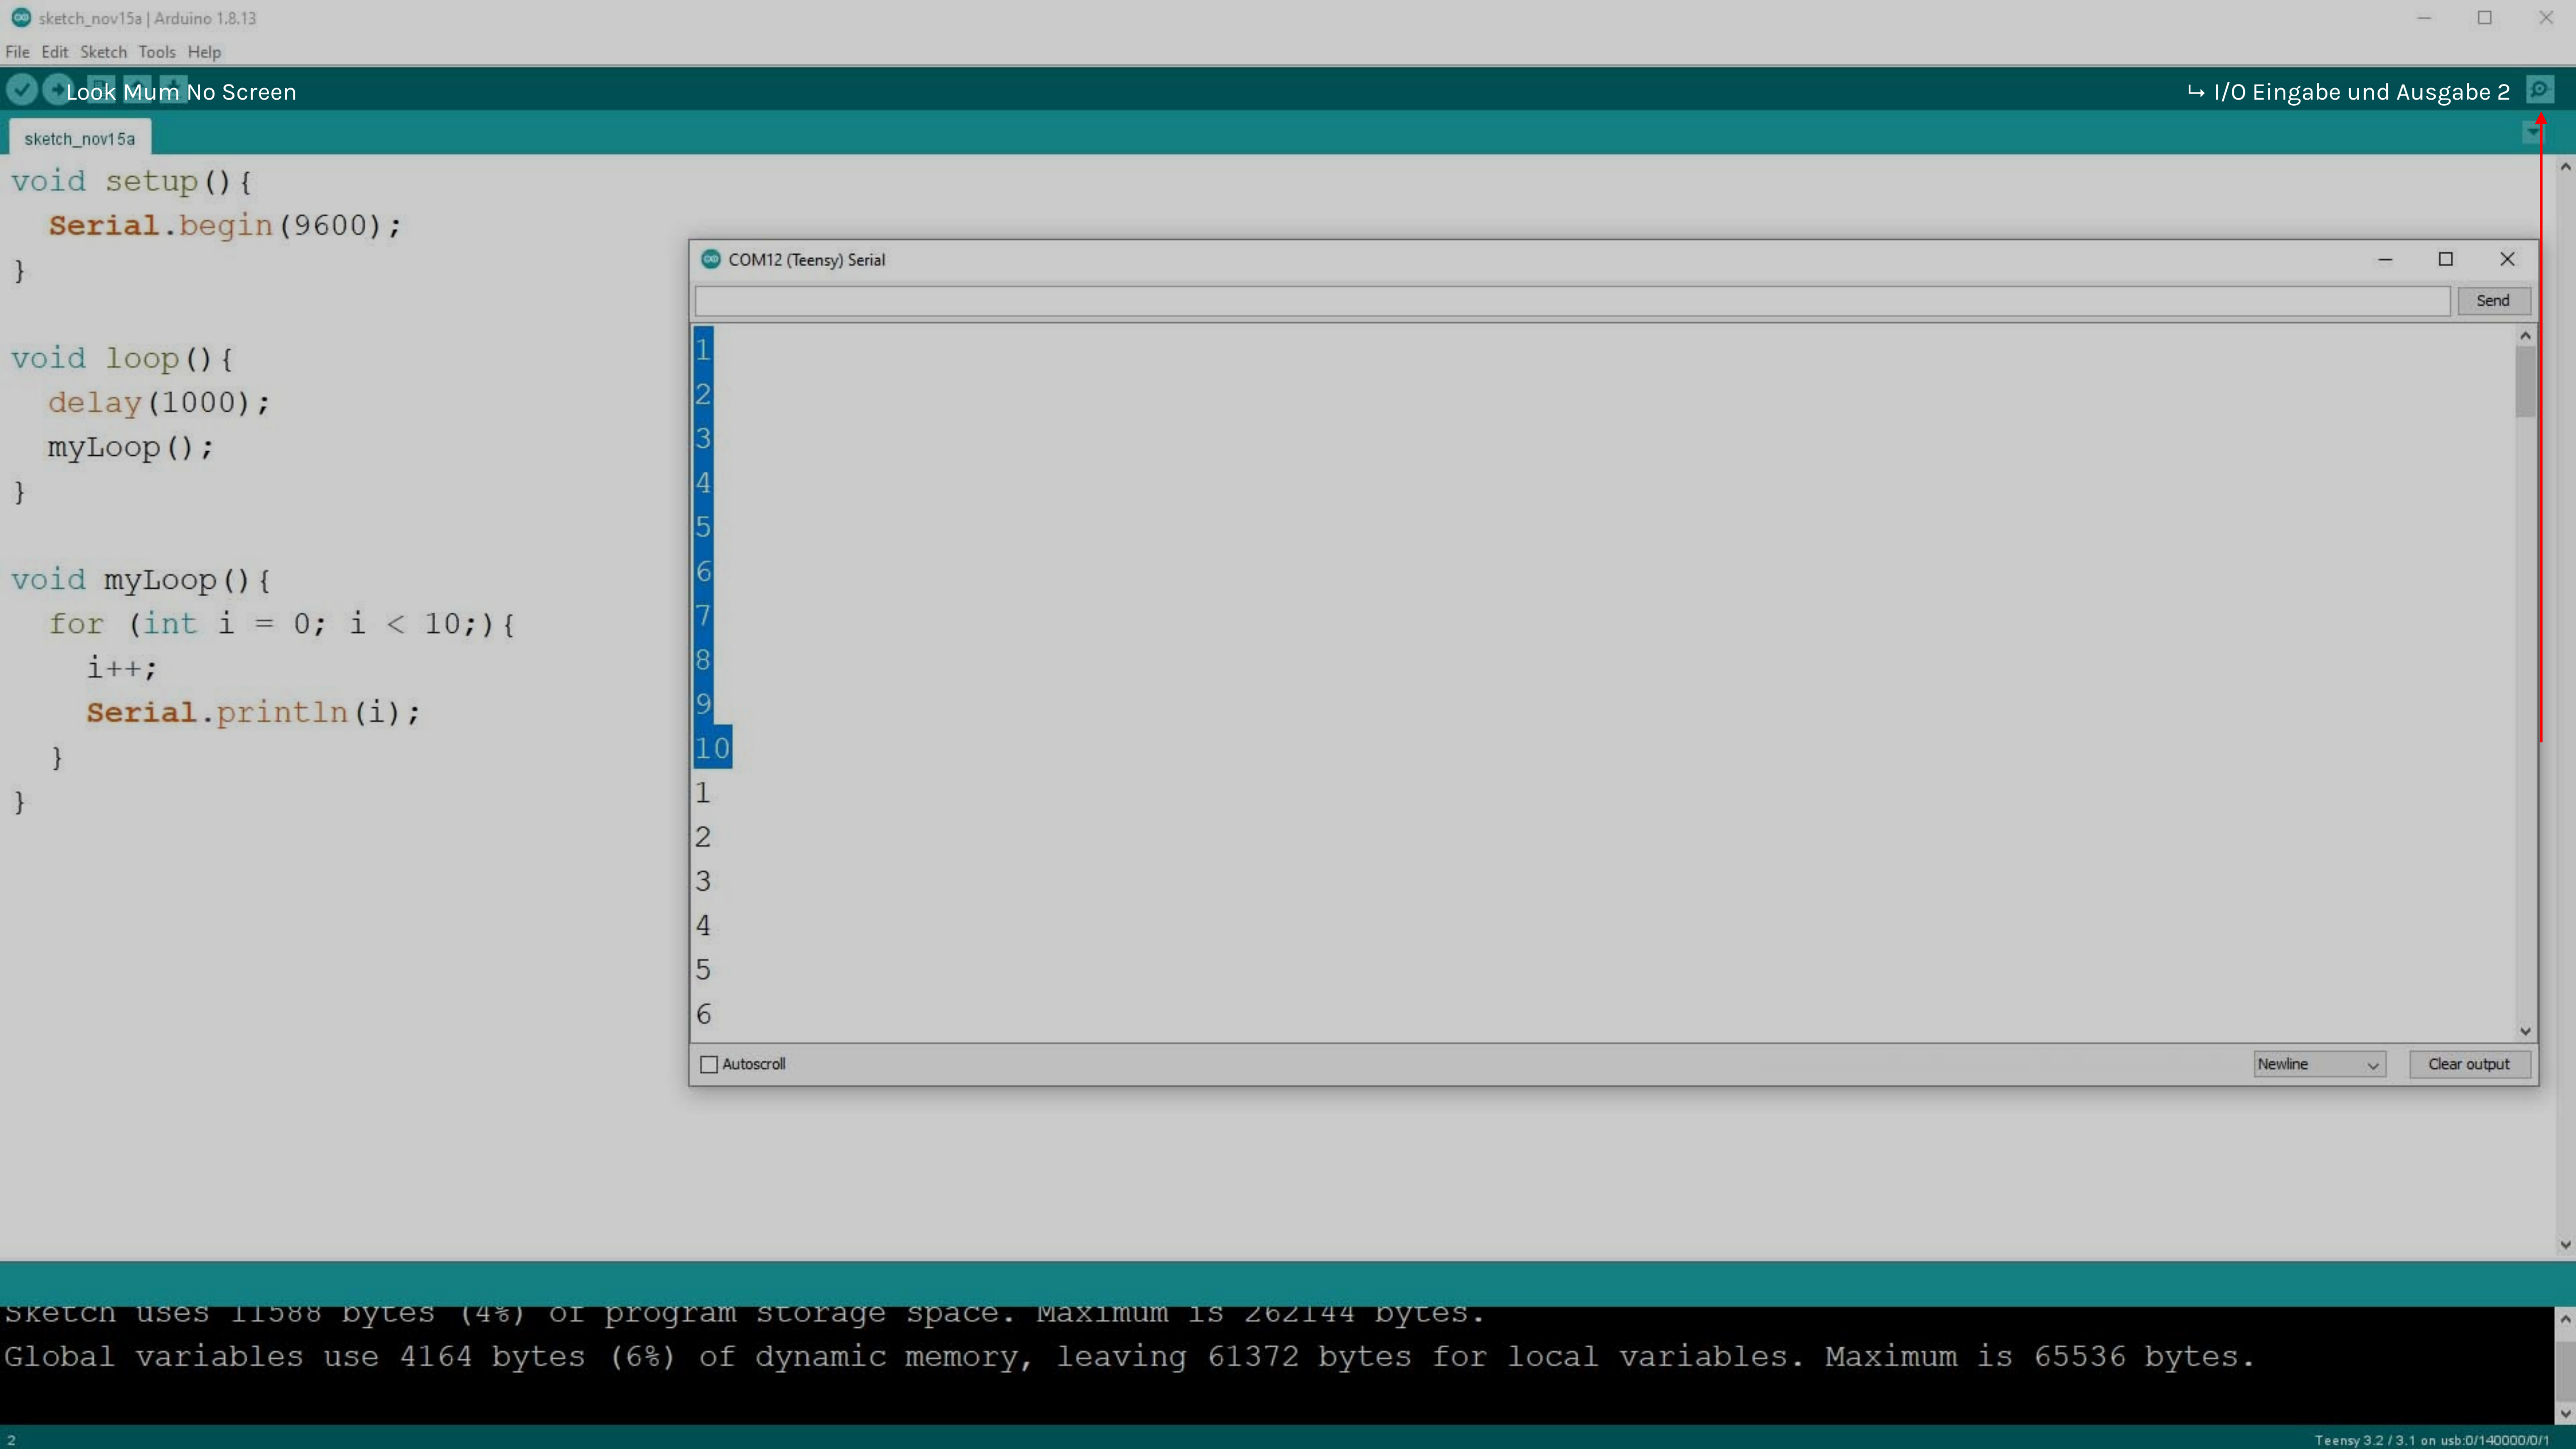 sketch_nov15a | Arduino 1.8.13
File Edit Sketch Tools Help
Look Mum No Screen
↳ I/O Eingabe und Ausgabe 2
sketch_nov15a
void setup(){
  Serial.begin(9600);
}
void loop(){
  delay(1000);
  myLoop();
}
void myLoop(){
  for (int i = 0; i < 10;){
    i++;
    Serial.println(i);
  }
}
COM12 (Teensy) Serial
Send
1
2
3
4
5
6
7
8
9
10
1
2
3
4
5
6
Autoscroll
Newline
Clear output
Sketch uses 11588 bytes (4%) of program storage space. Maximum is 262144 bytes.
Global variables use 4164 bytes (6%) of dynamic memory, leaving 61372 bytes for local variables. Maximum is 65536 bytes.
2
Teensy 3.2 / 3.1 on usb:0/140000/0/1